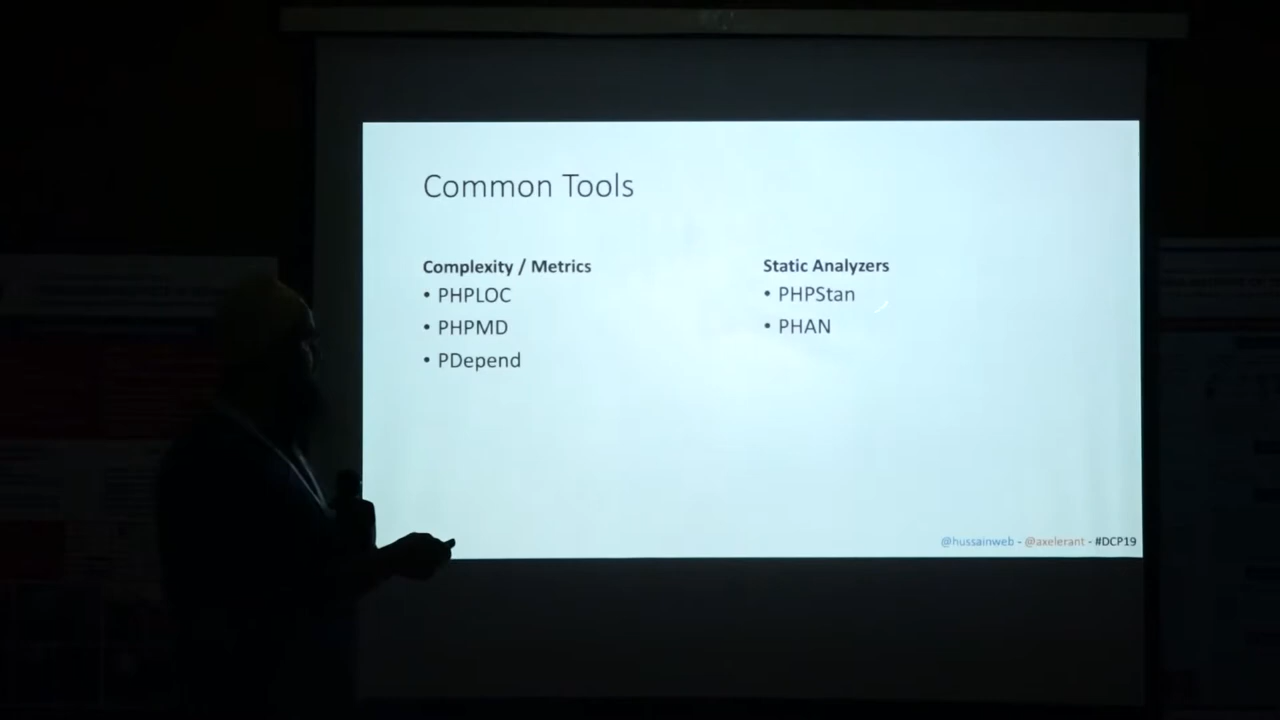 Common Tools
Complexity / Metrics
• PHPLOC
• PHPMD
• PDepend
Static Analyzers
• PHPStan
• PHAN
@hussainweb - @axelerant - #DCP19